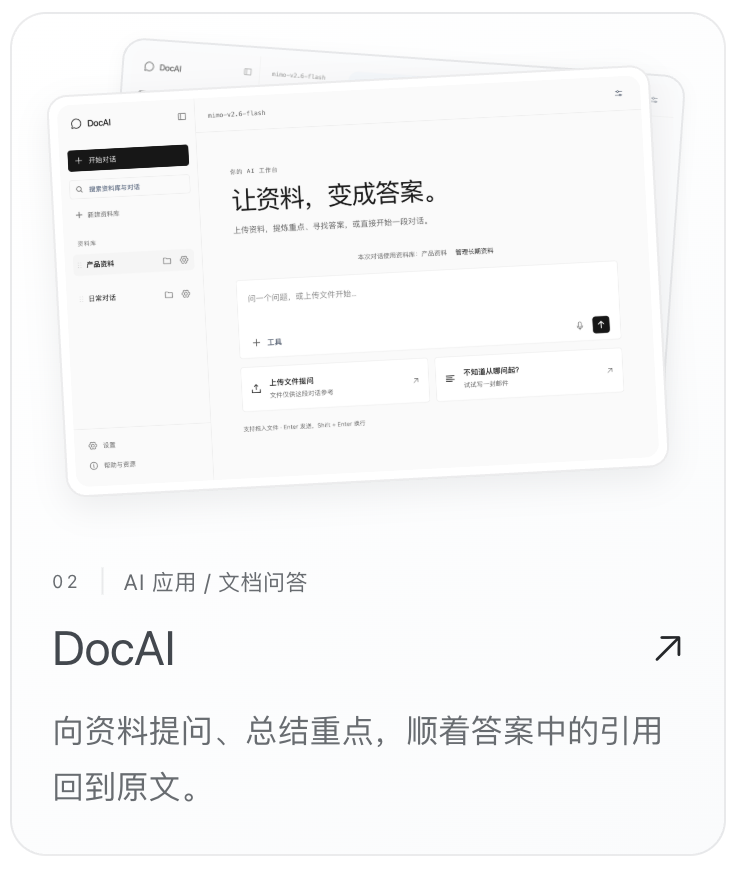 DocAI
mimo-v2.6-flash
DocAI
mimo-v2.6-flash
开始对话
搜索资料库与对话
新建资料库
资料库
产品资料
日常对话
设置
帮助与资源
你的 AI 工作台
让资料，变成答案。
上传资料，提炼重点、寻找答案，或直接开始一段对话。
本次对话使用资料库：产品资料 管理长期资料
问一个问题，或上传文件开始…
工具
上传文件提问
文件仅供这段对话参考
不知道从哪问起？
试试写一封邮件
支持拖入文件 · Enter 发送，Shift + Enter 换行
02 AI 应用 / 文档问答
DocAI
向资料提问、总结重点，顺着答案中的引用
回到原文。